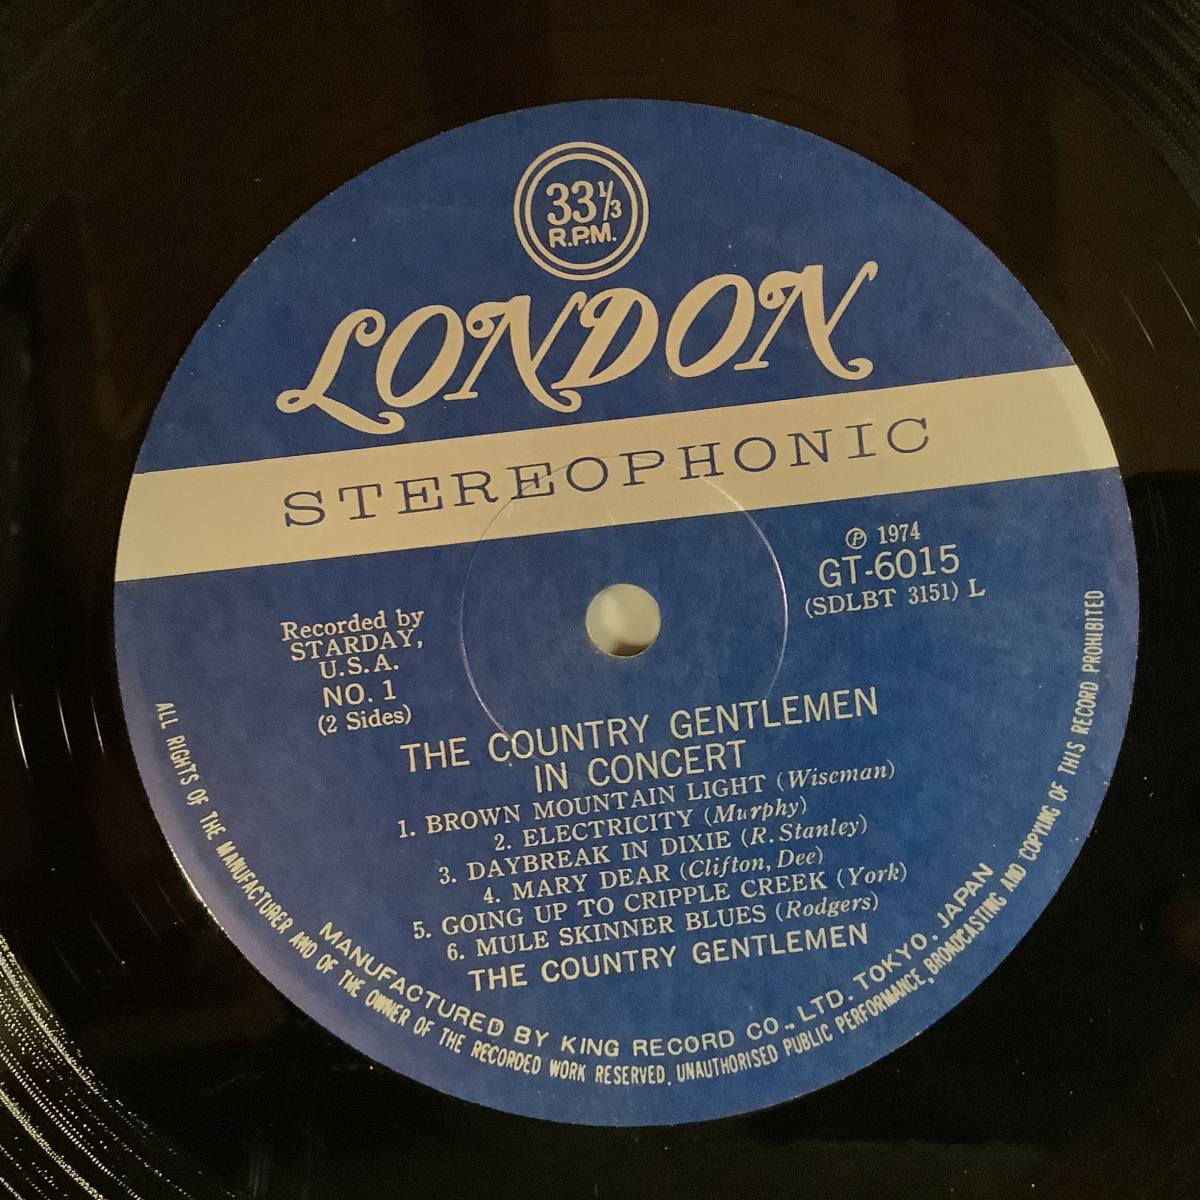 33⅓
R.P.M.
LONDON
STEREOPHONIC
℗ 1974
GT-6015
(SDLBT 3151) L
Recorded by
STARDAY,
U.S.A.
NO. 1
(2 Sides)
THE COUNTRY GENTLEMEN
IN CONCERT
1. BROWN MOUNTAIN LIGHT (Wiseman)
2. ELECTRICITY (Murphy)
3. DAYBREAK IN DIXIE (R. Stanley)
4. MARY DEAR (Clifton, Dee)
5. GOING UP TO CRIPPLE CREEK (York)
6. MULE SKINNER BLUES (Rodgers)
THE COUNTRY GENTLEMEN
MANUFACTURED BY KING RECORD CO., LTD. TOKYO. JAPAN
ALL RIGHTS OF THE MANUFACTURER AND OF THE OWNER OF THE RECORDED WORK RESERVED. UNAUTHORISED PUBLIC PERFORMANCE, BROADCASTING AND COPYING OF THIS RECORD PROHIBITED